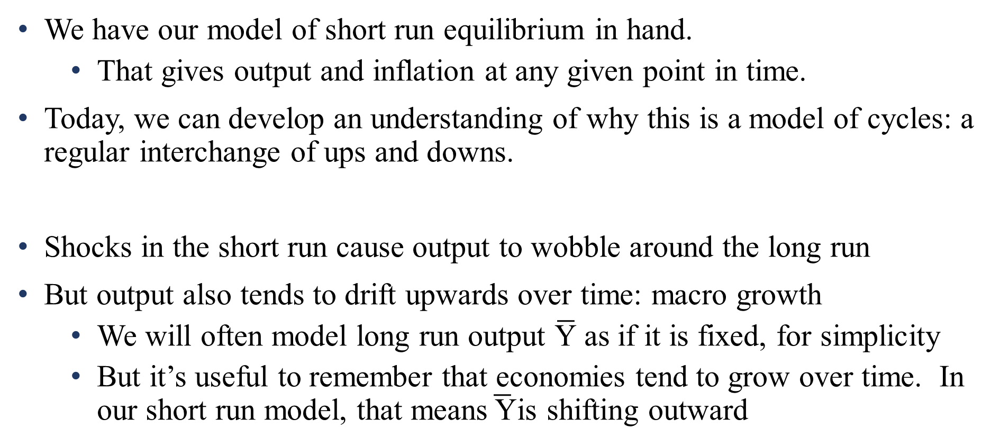 • We have our model of short run equilibrium in hand.
• That gives output and inflation at any given point in time.
• Today, we can develop an understanding of why this is a model of cycles: a
regular interchange of ups and downs.
• Shocks in the short run cause output to wobble around the long run
• But output also tends to drift upwards over time: macro growth
• We will often model long run output Y̅ as if it is fixed, for simplicity
• But it’s useful to remember that economies tend to grow over time.  In
our short run model, that means Y̅is shifting outward